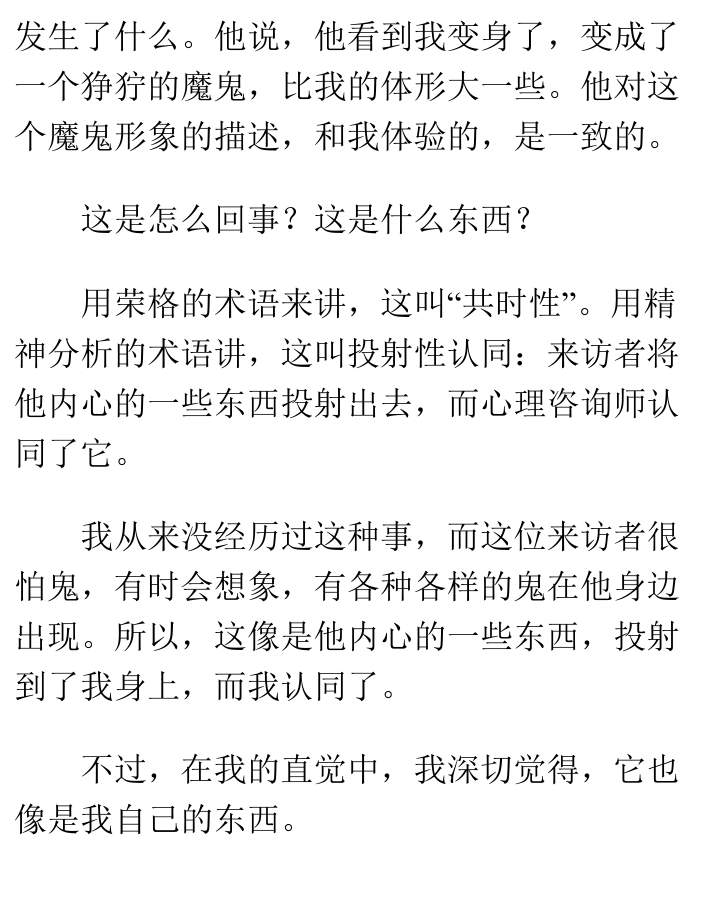 发生了什么。他说，他看到我变身了，变成了
一个狰狞的魔鬼，比我的体形大一些。他对这
个魔鬼形象的描述，和我体验的，是一致的。
这是怎么回事？这是什么东西？
用荣格的术语来讲，这叫“共时性”。用精
神分析的术语讲，这叫投射性认同：来访者将
他内心的一些东西投射出去，而心理咨询师认
同了它。
我从来没经历过这种事，而这位来访者很
怕鬼，有时会想象，有各种各样的鬼在他身边
出现。所以，这像是他内心的一些东西，投射
到了我身上，而我认同了。
不过，在我的直觉中，我深切觉得，它也
像是我自己的东西。